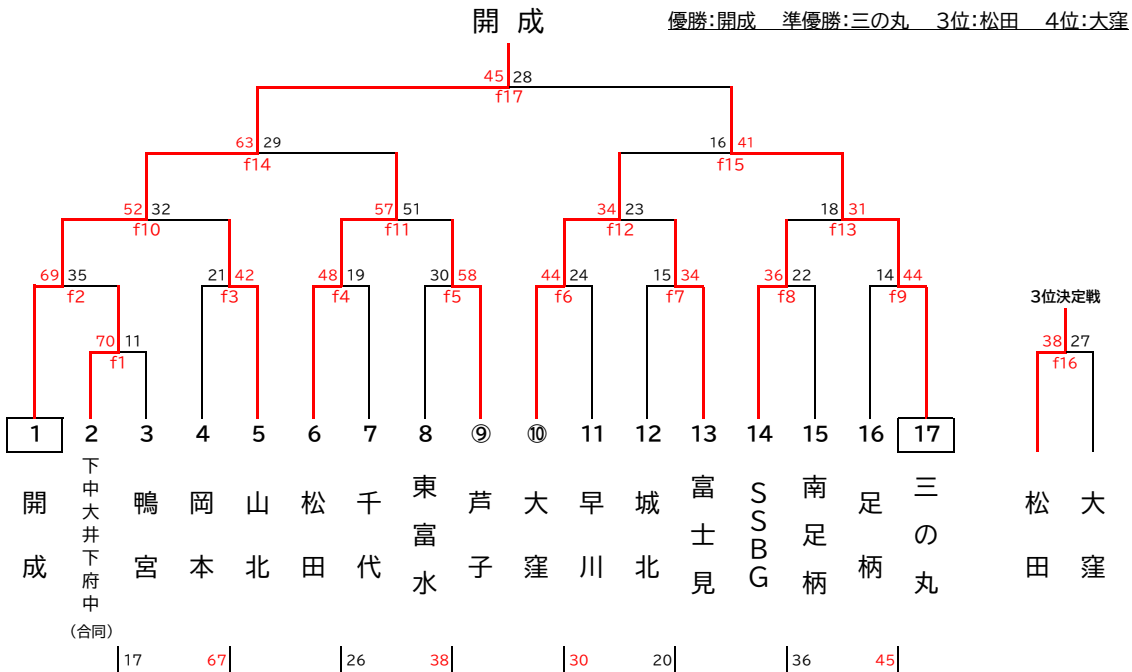 開 成
優勝:開成 準優勝:三の丸 3位:松田 4位:大窪
45 28
f17
63 29
f14
16 41
f15
52 32
f10
57 51
f11
34 23
f12
18 31
f13
69 35
f2
21 42
f3
48 19
f4
30 58
f5
44 24
f6
15 34
f7
36 22
f8
14 44
f9
3位決定戦
70 11
f1
38 27
f16
1 2 3 4 5 6 7 8 ⑨ ⑩ 11 12 13 14 15 16 17
開成
下中大井下府中
(合同)
鴨宮
岡本
山北
松田
千代
東富水
芦子
大窪
早川
城北
富士見
SSBG
南足柄
足柄
三の丸
松田
大窪
17 67 26 38 30 20 36 45